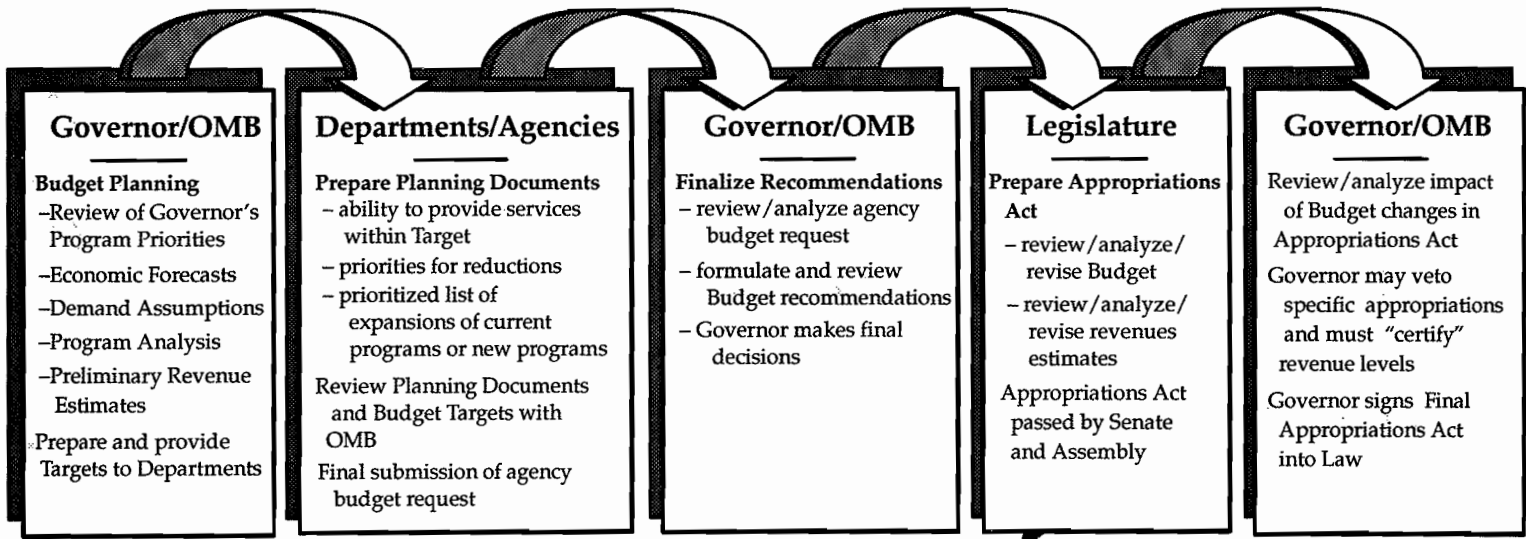 Governor/OMB
Budget Planning
–Review of Governor's
Program Priorities
–Economic Forecasts
–Demand Assumptions
–Program Analysis
–Preliminary Revenue
Estimates
Prepare and provide
Targets to Departments
Departments/Agencies
Prepare Planning Documents
– ability to provide services
within Target
– priorities for reductions
– prioritized list of
expansions of current
programs or new programs
Review Planning Documents
and Budget Targets with
OMB
Final submission of agency
budget request
Governor/OMB
Finalize Recommendations
– review/analyze agency
budget request
– formulate and review
Budget recommendations
– Governor makes final
decisions
Legislature
Prepare Appropriations
Act
– review/analyze/
revise Budget
– review/analyze/
revise revenues
estimates
Appropriations Act
passed by Senate
and Assembly
Governor/OMB
Review/analyze impact
of Budget changes in
Appropriations Act
Governor may veto
specific appropriations
and must "certify"
revenue levels
Governor signs Final
Appropriations Act
into Law